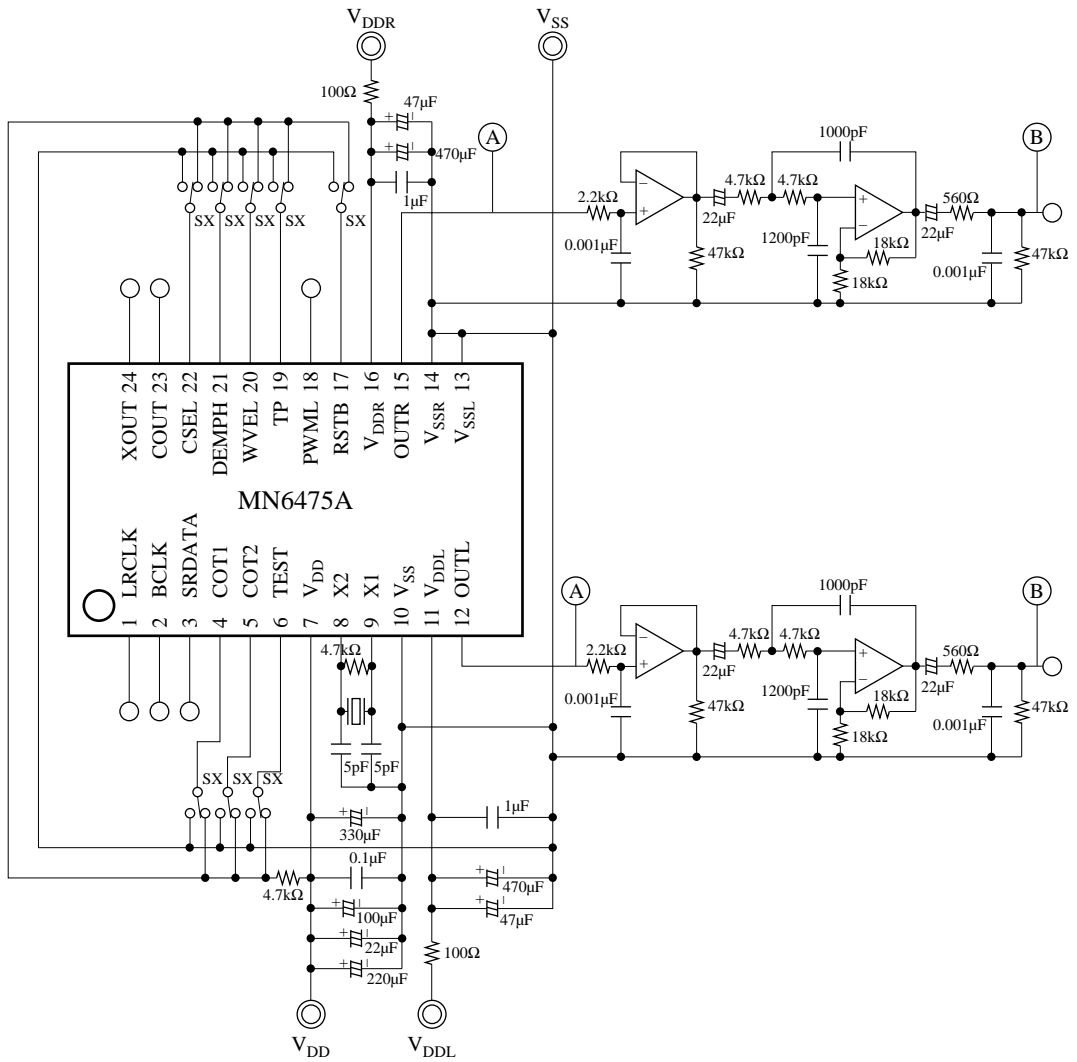 VDDR
VSS
100Ω
47µF
+ −
470µF
+ −
1µF
A
B
1000pF
4.7kΩ 4.7kΩ
2.2kΩ
−
+
22µF
0.001µF
47kΩ
1200pF
+
−
18kΩ
18kΩ
22µF
560Ω
0.001µF
47kΩ
SX SX SX SX SX
XOUT 24
COUT 23
CSEL 22
DEMPH 21
WVEL 20
TP 19
PWML 18
RSTB 17
VDDR 16
OUTR 15
VSSR 14
VSSL 13
MN6475A
1 LRCLK
2 BCLK
3 SRDATA
4 COT1
5 COT2
6 TEST
7 VDD
8 X2
9 X1
10 VSS
11 VDDL
12 OUTL
A
B
1000pF
4.7kΩ 4.7kΩ
2.2kΩ
−
+
22µF
0.001µF
47kΩ
1200pF
+
−
18kΩ
18kΩ
22µF
560Ω
0.001µF
47kΩ
4.7kΩ
5pF 5pF
SX SX SX
+ −
330µF
1µF
0.1µF
4.7kΩ
+ −
470µF
+ −
100µF
+ −
47µF
+ −
22µF
100Ω
+ −
220µF
VDD
VDDL